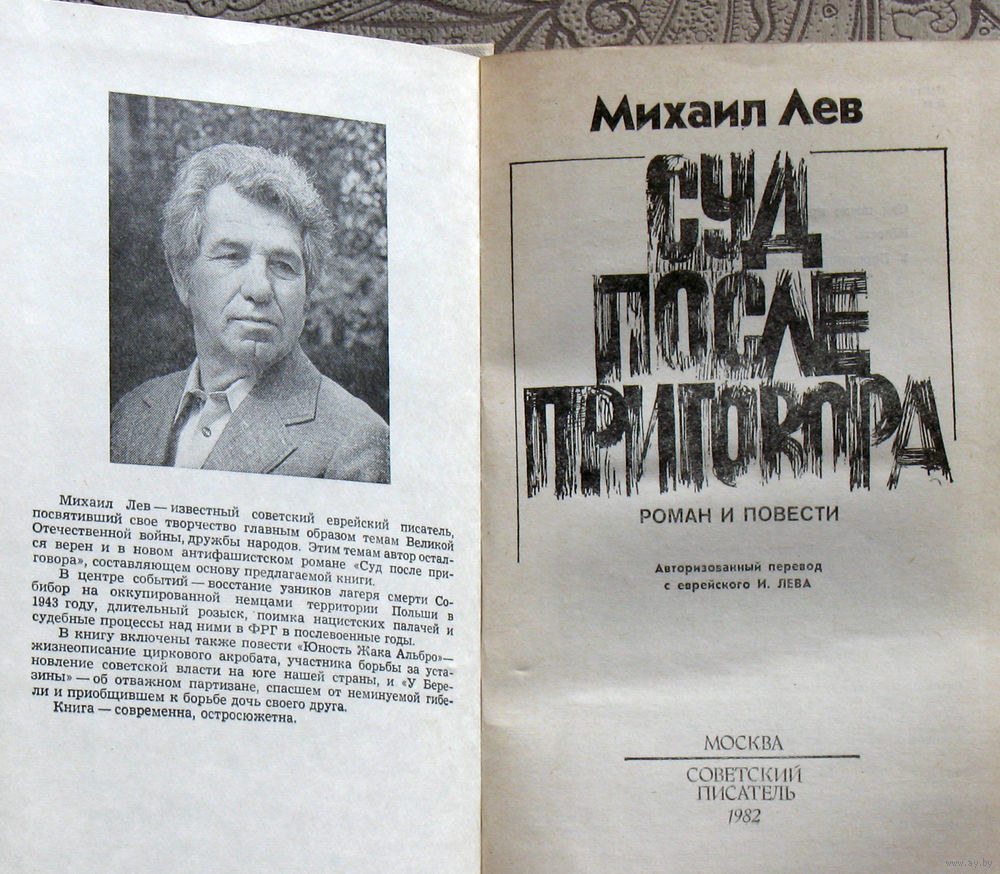 Михаил Лев — известный советский еврейский писатель,
посвятивший свое творчество главным образом темам Великой
Отечественной войны, дружбы народов. Этим темам автор остал-
ся верен и в новом антифашистском романе «Суд после при-
говора», составляющем основу предлагаемой книги.
В центре событий — восстание узников лагеря смерти Со-
бибор на оккупированной немцами территории Польши в
1943 году, длительный розыск, поимка нацистских палачей и
судебные процессы над ними в ФРГ в послевоенные годы.
В книгу включены также повести «Юность Жака Альбро»—
жизнеописание циркового акробата, участника борьбы за уста-
новление советской власти на юге нашей страны, и «У Бере-
зины» — об отважном партизане, спасшем от неминуемой гибе-
ли и приобщившем к борьбе дочь своего друга.
Книга — современна, остросюжетна.
Михаил Лев
СУД
ПОСЛЕ
ПРИГОВОРА
РОМАН И ПОВЕСТИ
Авторизованный перевод
с еврейского И. ЛЕВА
МОСКВА
СОВЕТСКИЙ
ПИСАТЕЛЬ
1982
www.ay.by